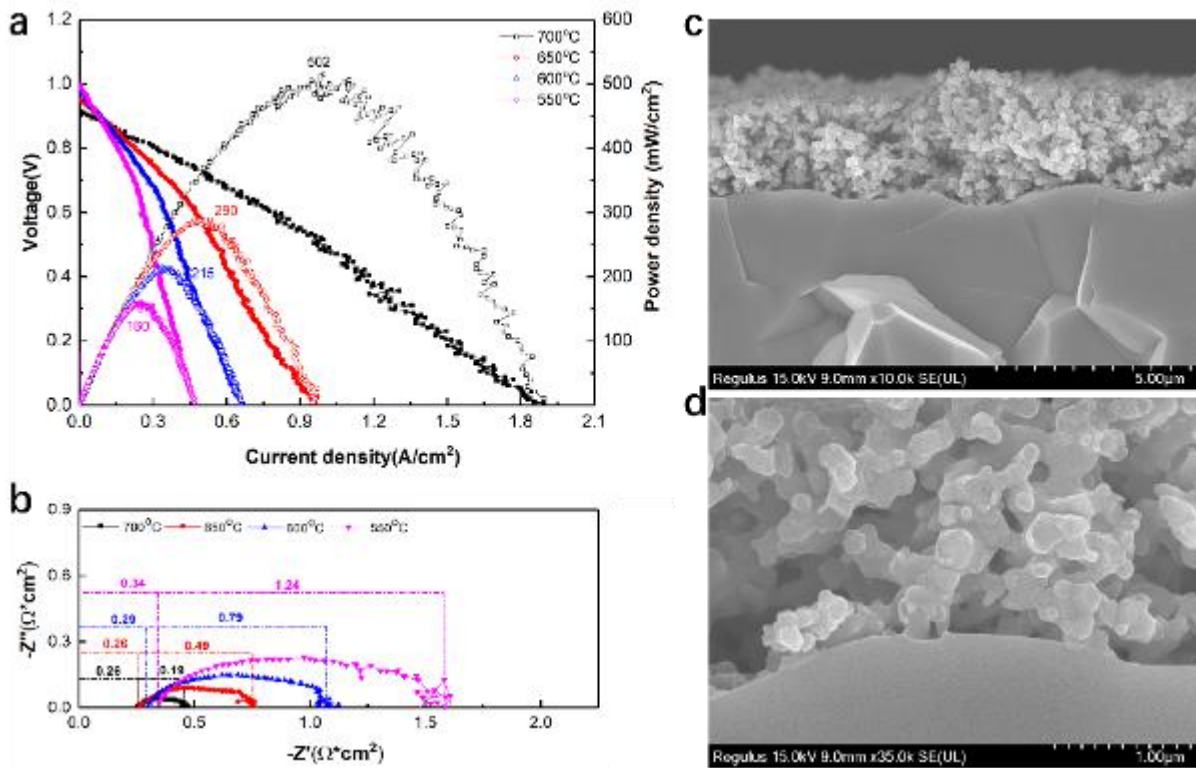 a
1.2
1.0
0.8
0.6
0.4
0.2
0.0
Voltage(V)
0.0 0.3 0.6 0.9 1.2 1.5 1.8 2.1
Current density(A/cm²)
600
500
400
300
200
100
0
Power density (mW/cm²)
700°C
650°C
600°C
550°C
502
290
215
160
b
0.9
0.6
0.3
0.0
-Z''(Ω*cm²)
700°C 650°C 600°C 550°C
0.34 1.24
0.29 0.79
0.26 0.49
0.26 0.19
0.0 0.5 1.0 1.5 2.0
-Z'(Ω*cm²)
c
Regulus 15.0kV 9.0mm x10.0k SE(UL) 5.00μm
d
Regulus 15.0kV 9.0mm x35.0k SE(UL) 1.00μm